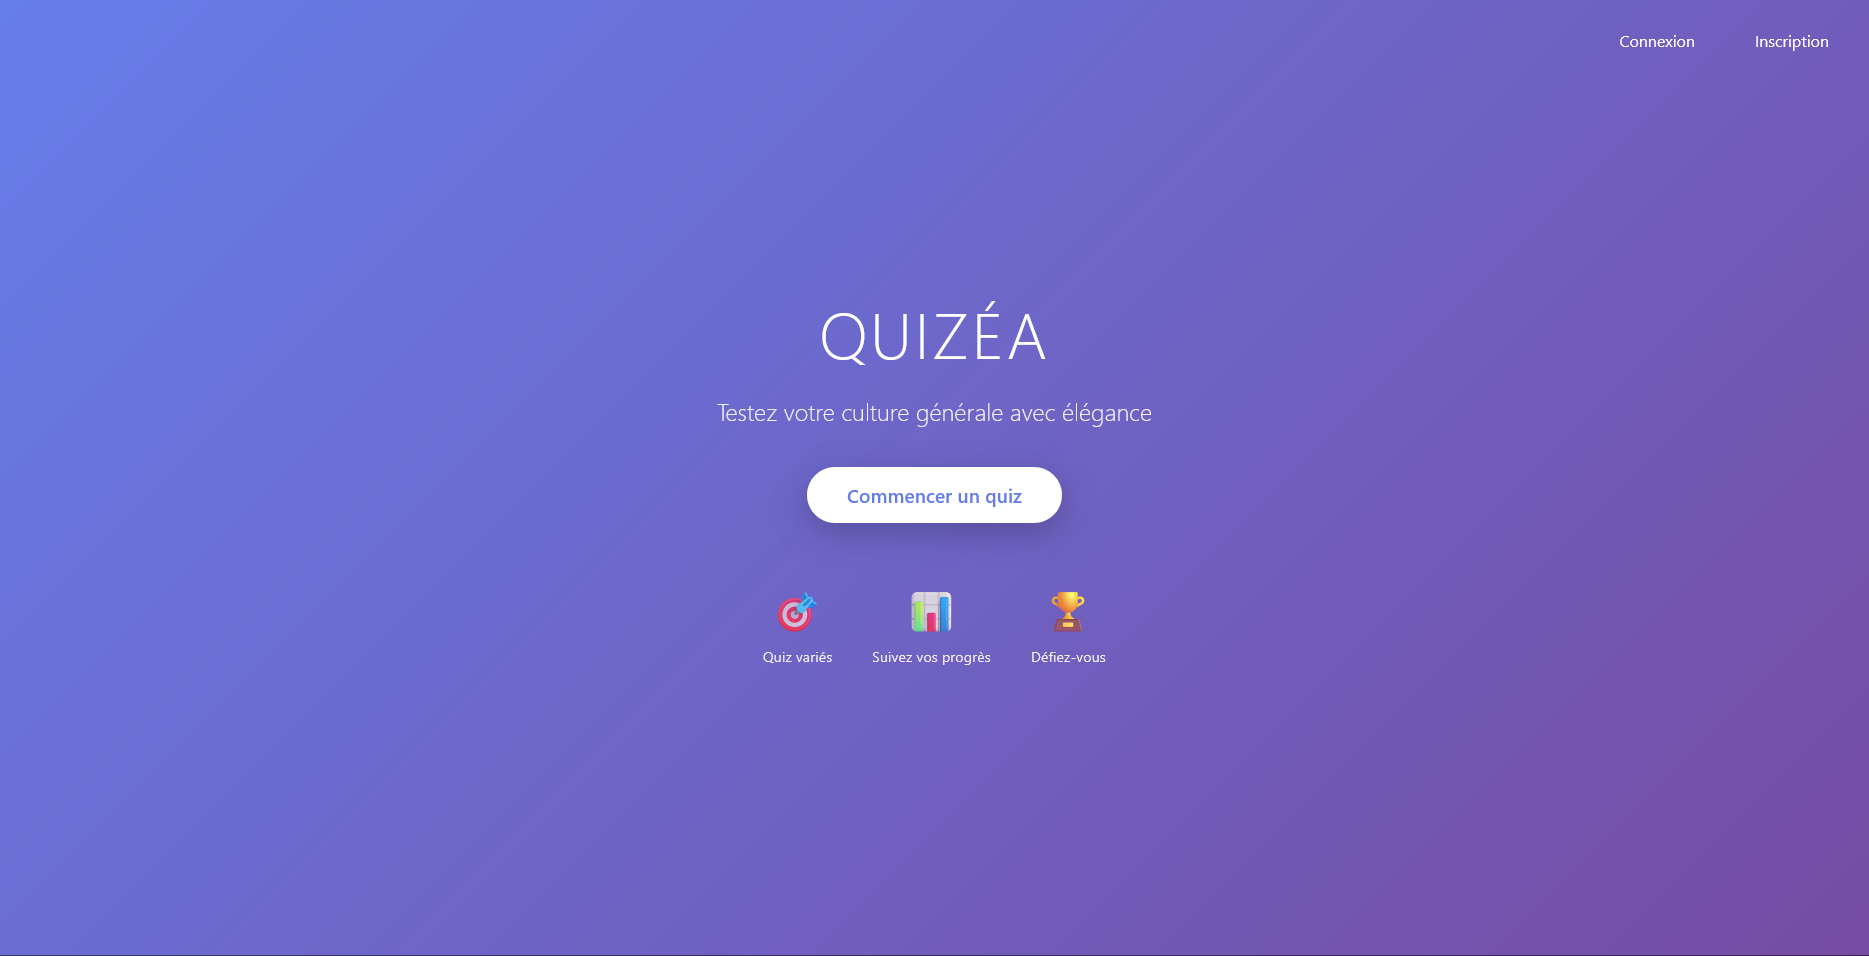 Connexion Inscription
QUIZÉA
Testez votre culture générale avec élégance
Commencer un quiz
Quiz variés Suivez vos progrès Défiez-vous